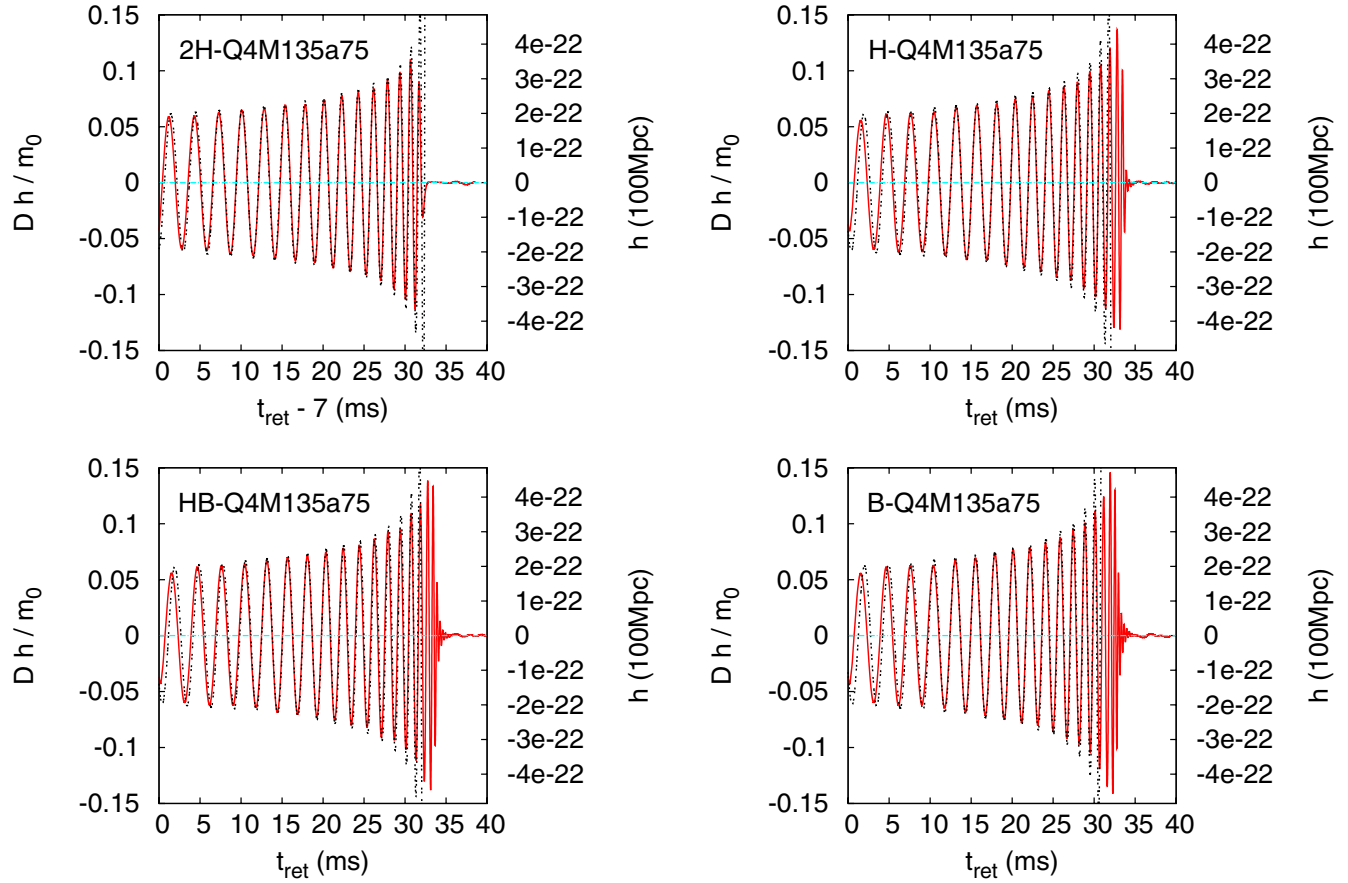 2H-Q4M135a75
0.15
0.1
0.05
0
-0.05
-0.1
-0.15
D h / m0
4e-22
3e-22
2e-22
1e-22
0
-1e-22
-2e-22
-3e-22
-4e-22
h (100Mpc)
0 5 10 15 20 25 30 35 40
tret - 7 (ms)
H-Q4M135a75
0.15
0.1
0.05
0
-0.05
-0.1
-0.15
D h / m0
4e-22
3e-22
2e-22
1e-22
0
-1e-22
-2e-22
-3e-22
-4e-22
h (100Mpc)
0 5 10 15 20 25 30 35 40
tret (ms)
HB-Q4M135a75
0.15
0.1
0.05
0
-0.05
-0.1
-0.15
D h / m0
4e-22
3e-22
2e-22
1e-22
0
-1e-22
-2e-22
-3e-22
-4e-22
h (100Mpc)
0 5 10 15 20 25 30 35 40
tret (ms)
B-Q4M135a75
0.15
0.1
0.05
0
-0.05
-0.1
-0.15
D h / m0
4e-22
3e-22
2e-22
1e-22
0
-1e-22
-2e-22
-3e-22
-4e-22
h (100Mpc)
0 5 10 15 20 25 30 35 40
tret (ms)